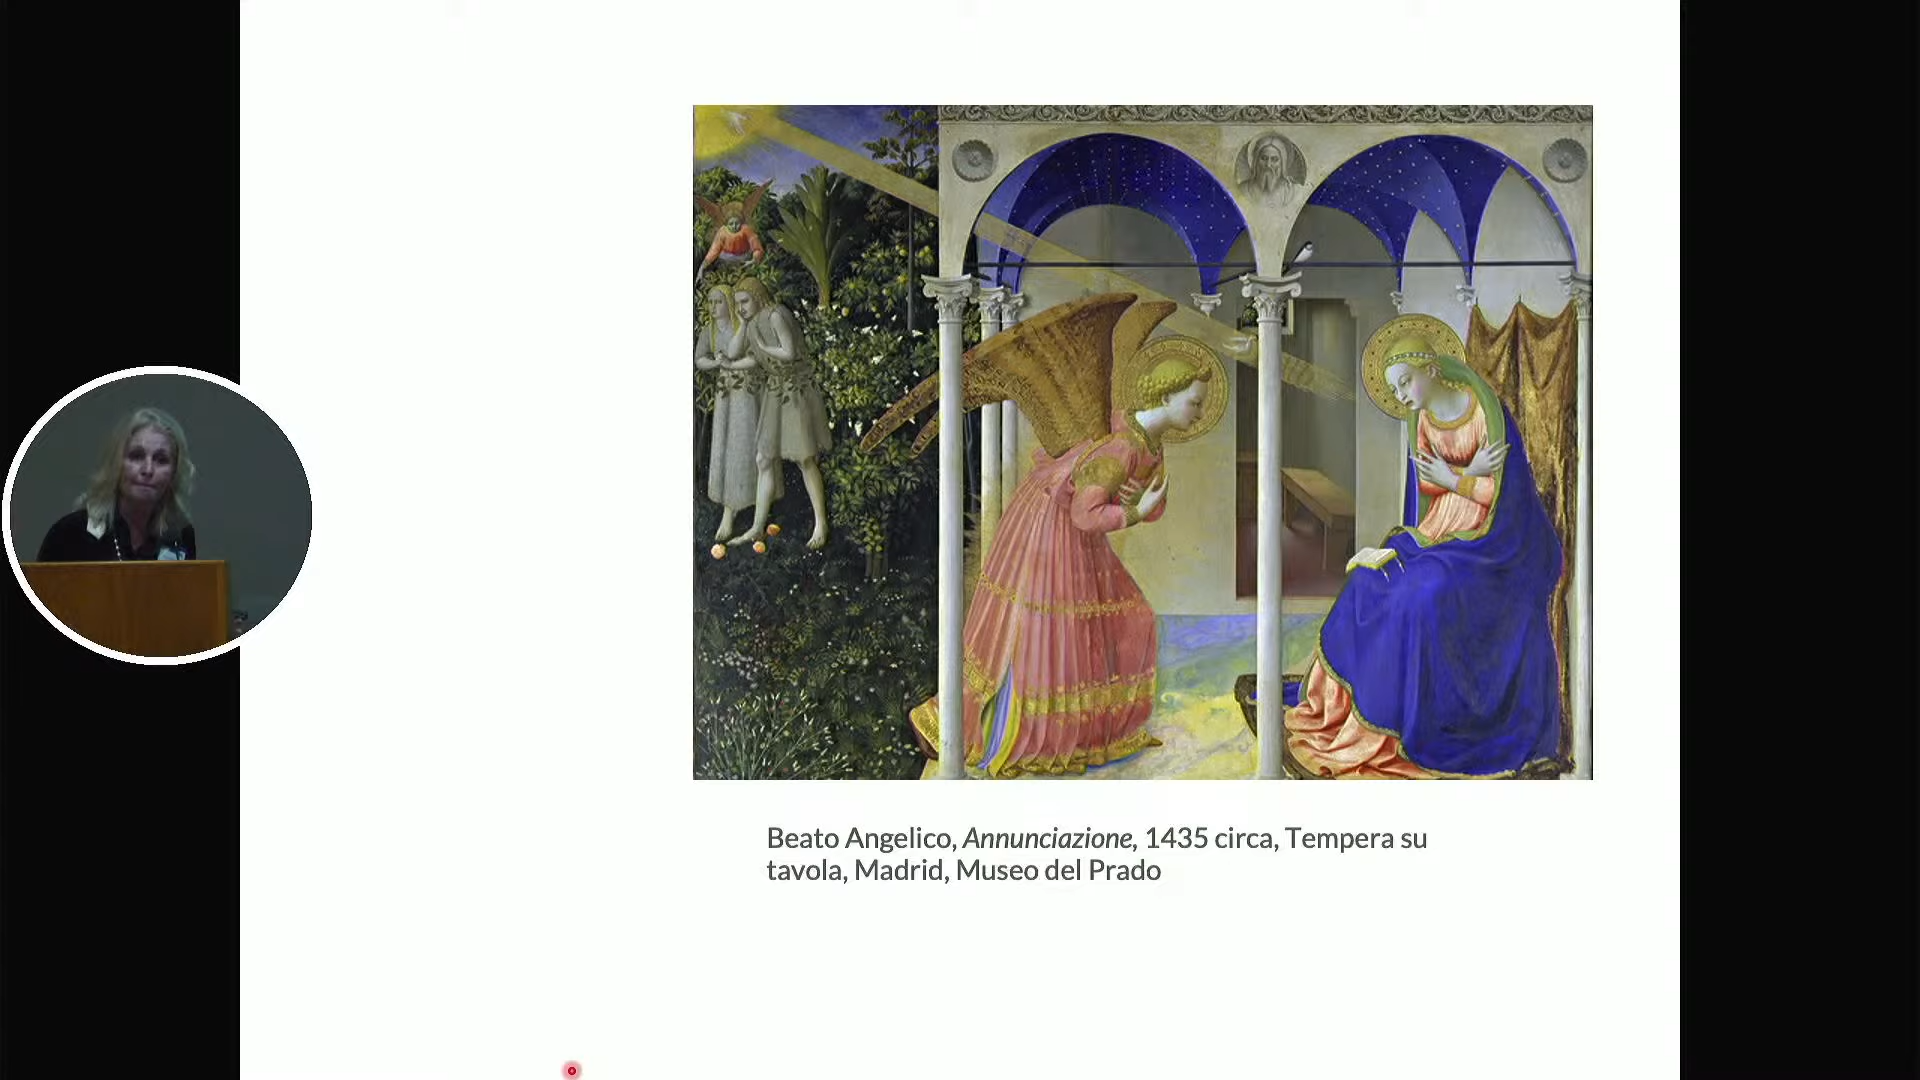 Beato Angelico, Annunciazione, 1435 circa, Tempera su
tavola, Madrid, Museo del Prado